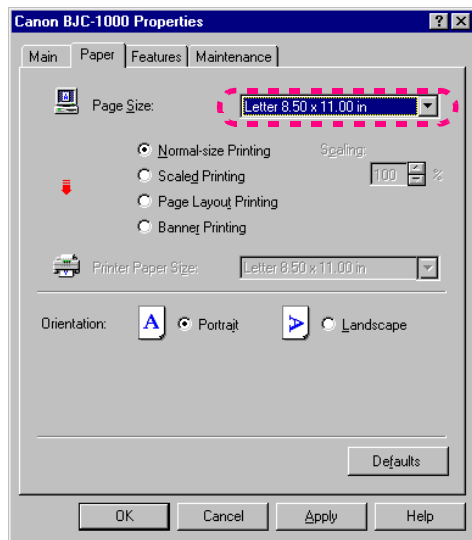 Canon BJC-1000 Properties
Main Paper Features Maintenance
Page Size: Letter 8.50 x 11.00 in
Normal-size Printing Scaling:
Scaled Printing 100 %
Page Layout Printing
Banner Printing
Printer Paper Size: Letter 8.50 x 11.00 in
Orientation: A Portrait A Landscape
Defaults
OK Cancel Apply Help